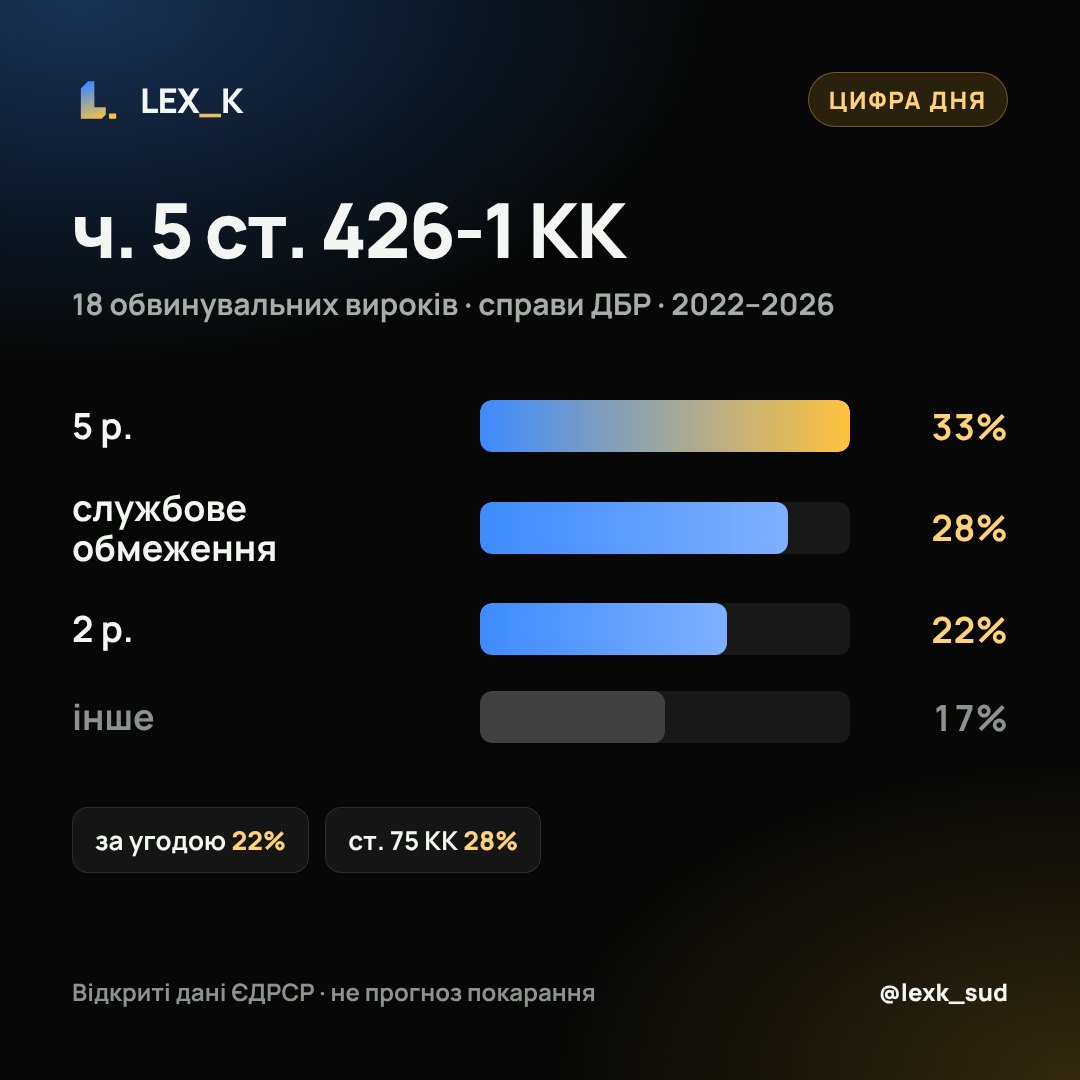 LEX_K
ЦИФРА ДНЯ
ч. 5 ст. 426-1 КК
18 обвинувальних вироків · справи ДБР · 2022–2026
5 р.
33%
службове
обмеження
28%
2 р.
22%
інше
17%
за угодою 22%
ст. 75 КК 28%
Відкриті дані ЄДРСР · не прогноз покарання
@lexk_sud